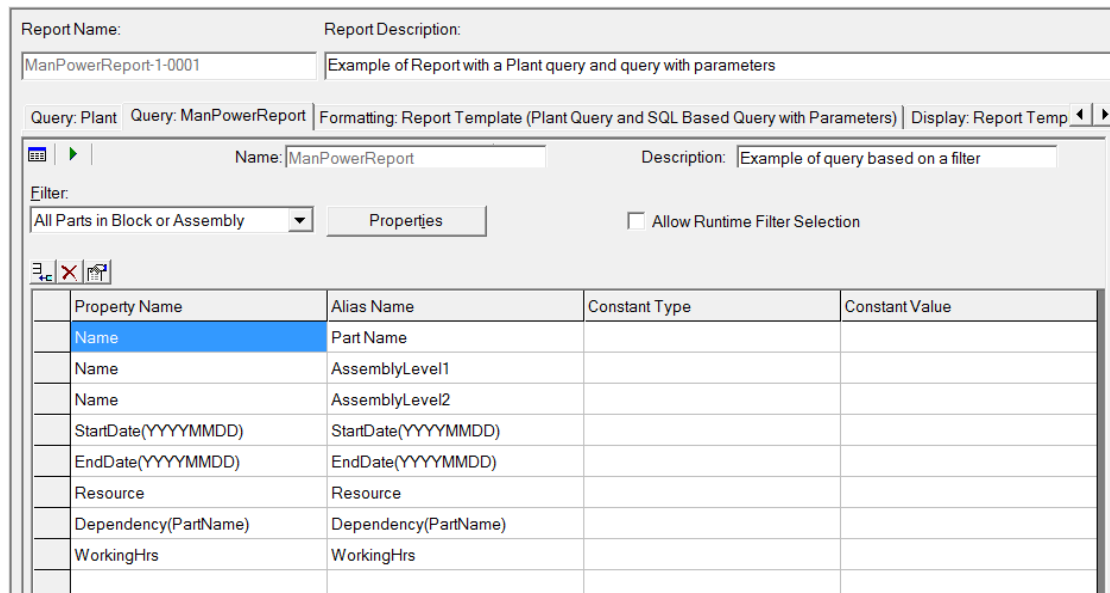 Report Name: Report Description:
ManPowerReport-1-0001 Example of Report with a Plant query and query with parameters
Query: Plant Query: ManPowerReport Formatting: Report Template (Plant Query and SQL Based Query with Parameters) Display: Report Temp
Name: ManPowerReport Description: Example of query based on a filter
Filter:
All Parts in Block or Assembly Properties Allow Runtime Filter Selection
Property Name Alias Name Constant Type Constant Value
Name Part Name
Name AssemblyLevel1
Name AssemblyLevel2
StartDate(YYYYMMDD) StartDate(YYYYMMDD)
EndDate(YYYYMMDD) EndDate(YYYYMMDD)
Resource Resource
Dependency(PartName) Dependency(PartName)
WorkingHrs WorkingHrs